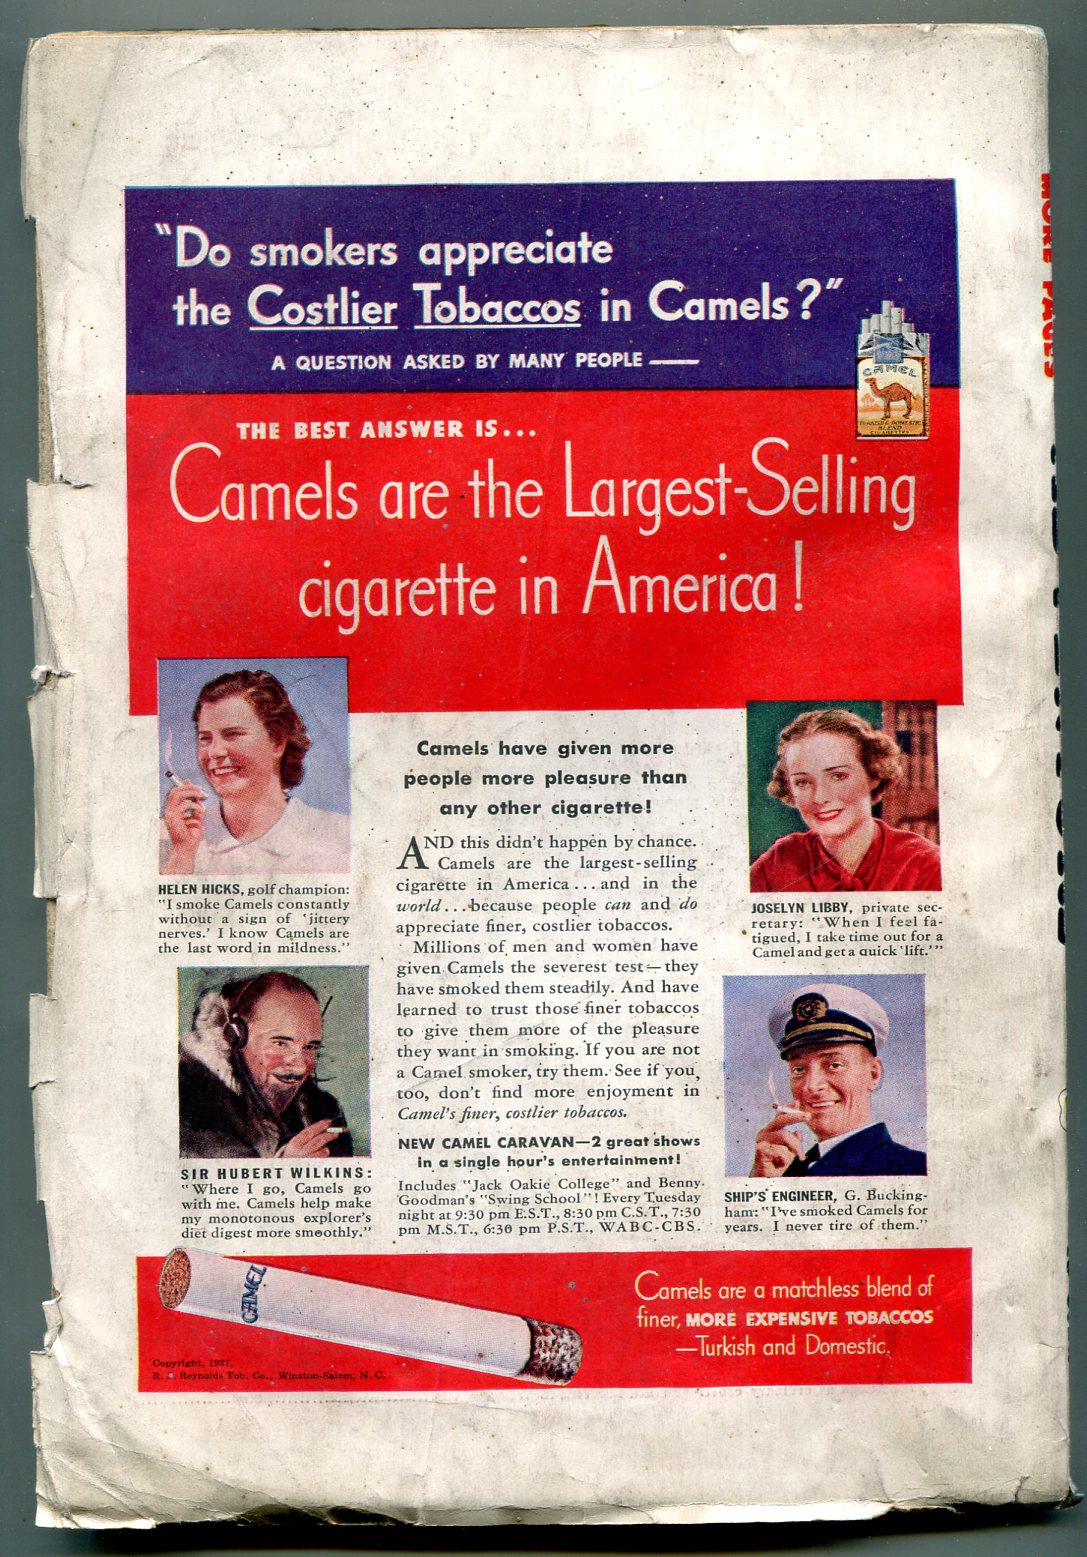 "Do smokers appreciate
the Costlier Tobaccos in Camels?"
A QUESTION ASKED BY MANY PEOPLE —
CAMEL
TURKISH & DOMESTIC
BLEND
CIGARETTES
THE BEST ANSWER IS...
Camels are the Largest-Selling
cigarette in America!
MORE PAGES
HELEN HICKS, golf champion:
"I smoke Camels constantly
without a sign of 'jittery
nerves.' I know Camels are
the last word in mildness."
SIR HUBERT WILKINS:
"Where I go, Camels go
with me. Camels help make
my monotonous explorer's
diet digest more smoothly."
Camels have given more
people more pleasure than
any other cigarette!
AND this didn't happen by chance.
Camels are the largest-selling
cigarette in America...and in the
world...because people can and do
appreciate finer, costlier tobaccos.
Millions of men and women have
given Camels the severest test—they
have smoked them steadily. And have
learned to trust those finer tobaccos
to give them more of the pleasure
they want in smoking. If you are not
a Camel smoker, try them. See if you,
too, don't find more enjoyment in
Camel's finer, costlier tobaccos.
NEW CAMEL CARAVAN—2 great shows
in a single hour's entertainment!
Includes "Jack Oakie College" and Benny
Goodman's "Swing School"! Every Tuesday
night at 9:30 pm E.S.T., 8:30 pm C.S.T., 7:30
pm M.S.T., 6:30 pm P.S.T., WABC-CBS.
JOSELYN LIBBY, private sec-
retary: "When I feel fa-
tigued, I take time out for a
Camel and get a quick 'lift.'"
SHIP'S ENGINEER, G. Bucking-
ham: "I've smoked Camels for
years. I never tire of them."
CAMEL
Camels are a matchless blend of
finer, MORE EXPENSIVE TOBACCOS
—Turkish and Domestic.
Copyright, 1937,
R. J. Reynolds Tob. Co., Winston-Salem, N. C.